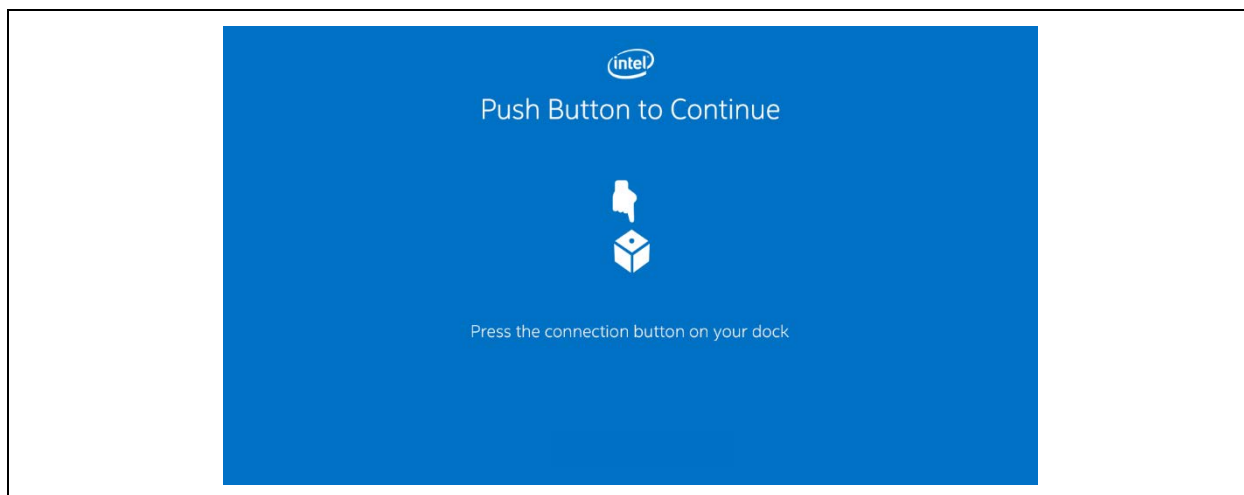 intel
Push Button to Continue
Press the connection button on your dock